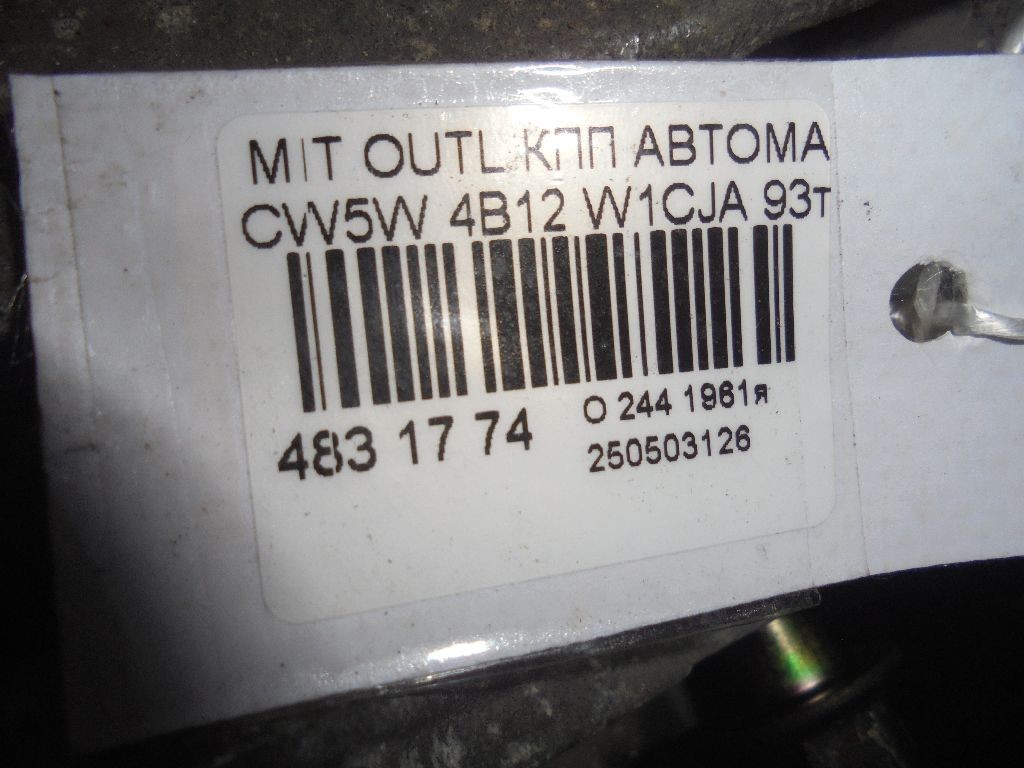 MIT OUTL КПП АВТОМА
CW5W 4B12 W1CJA 93т
483 17 74
О 244 1961я
250503126